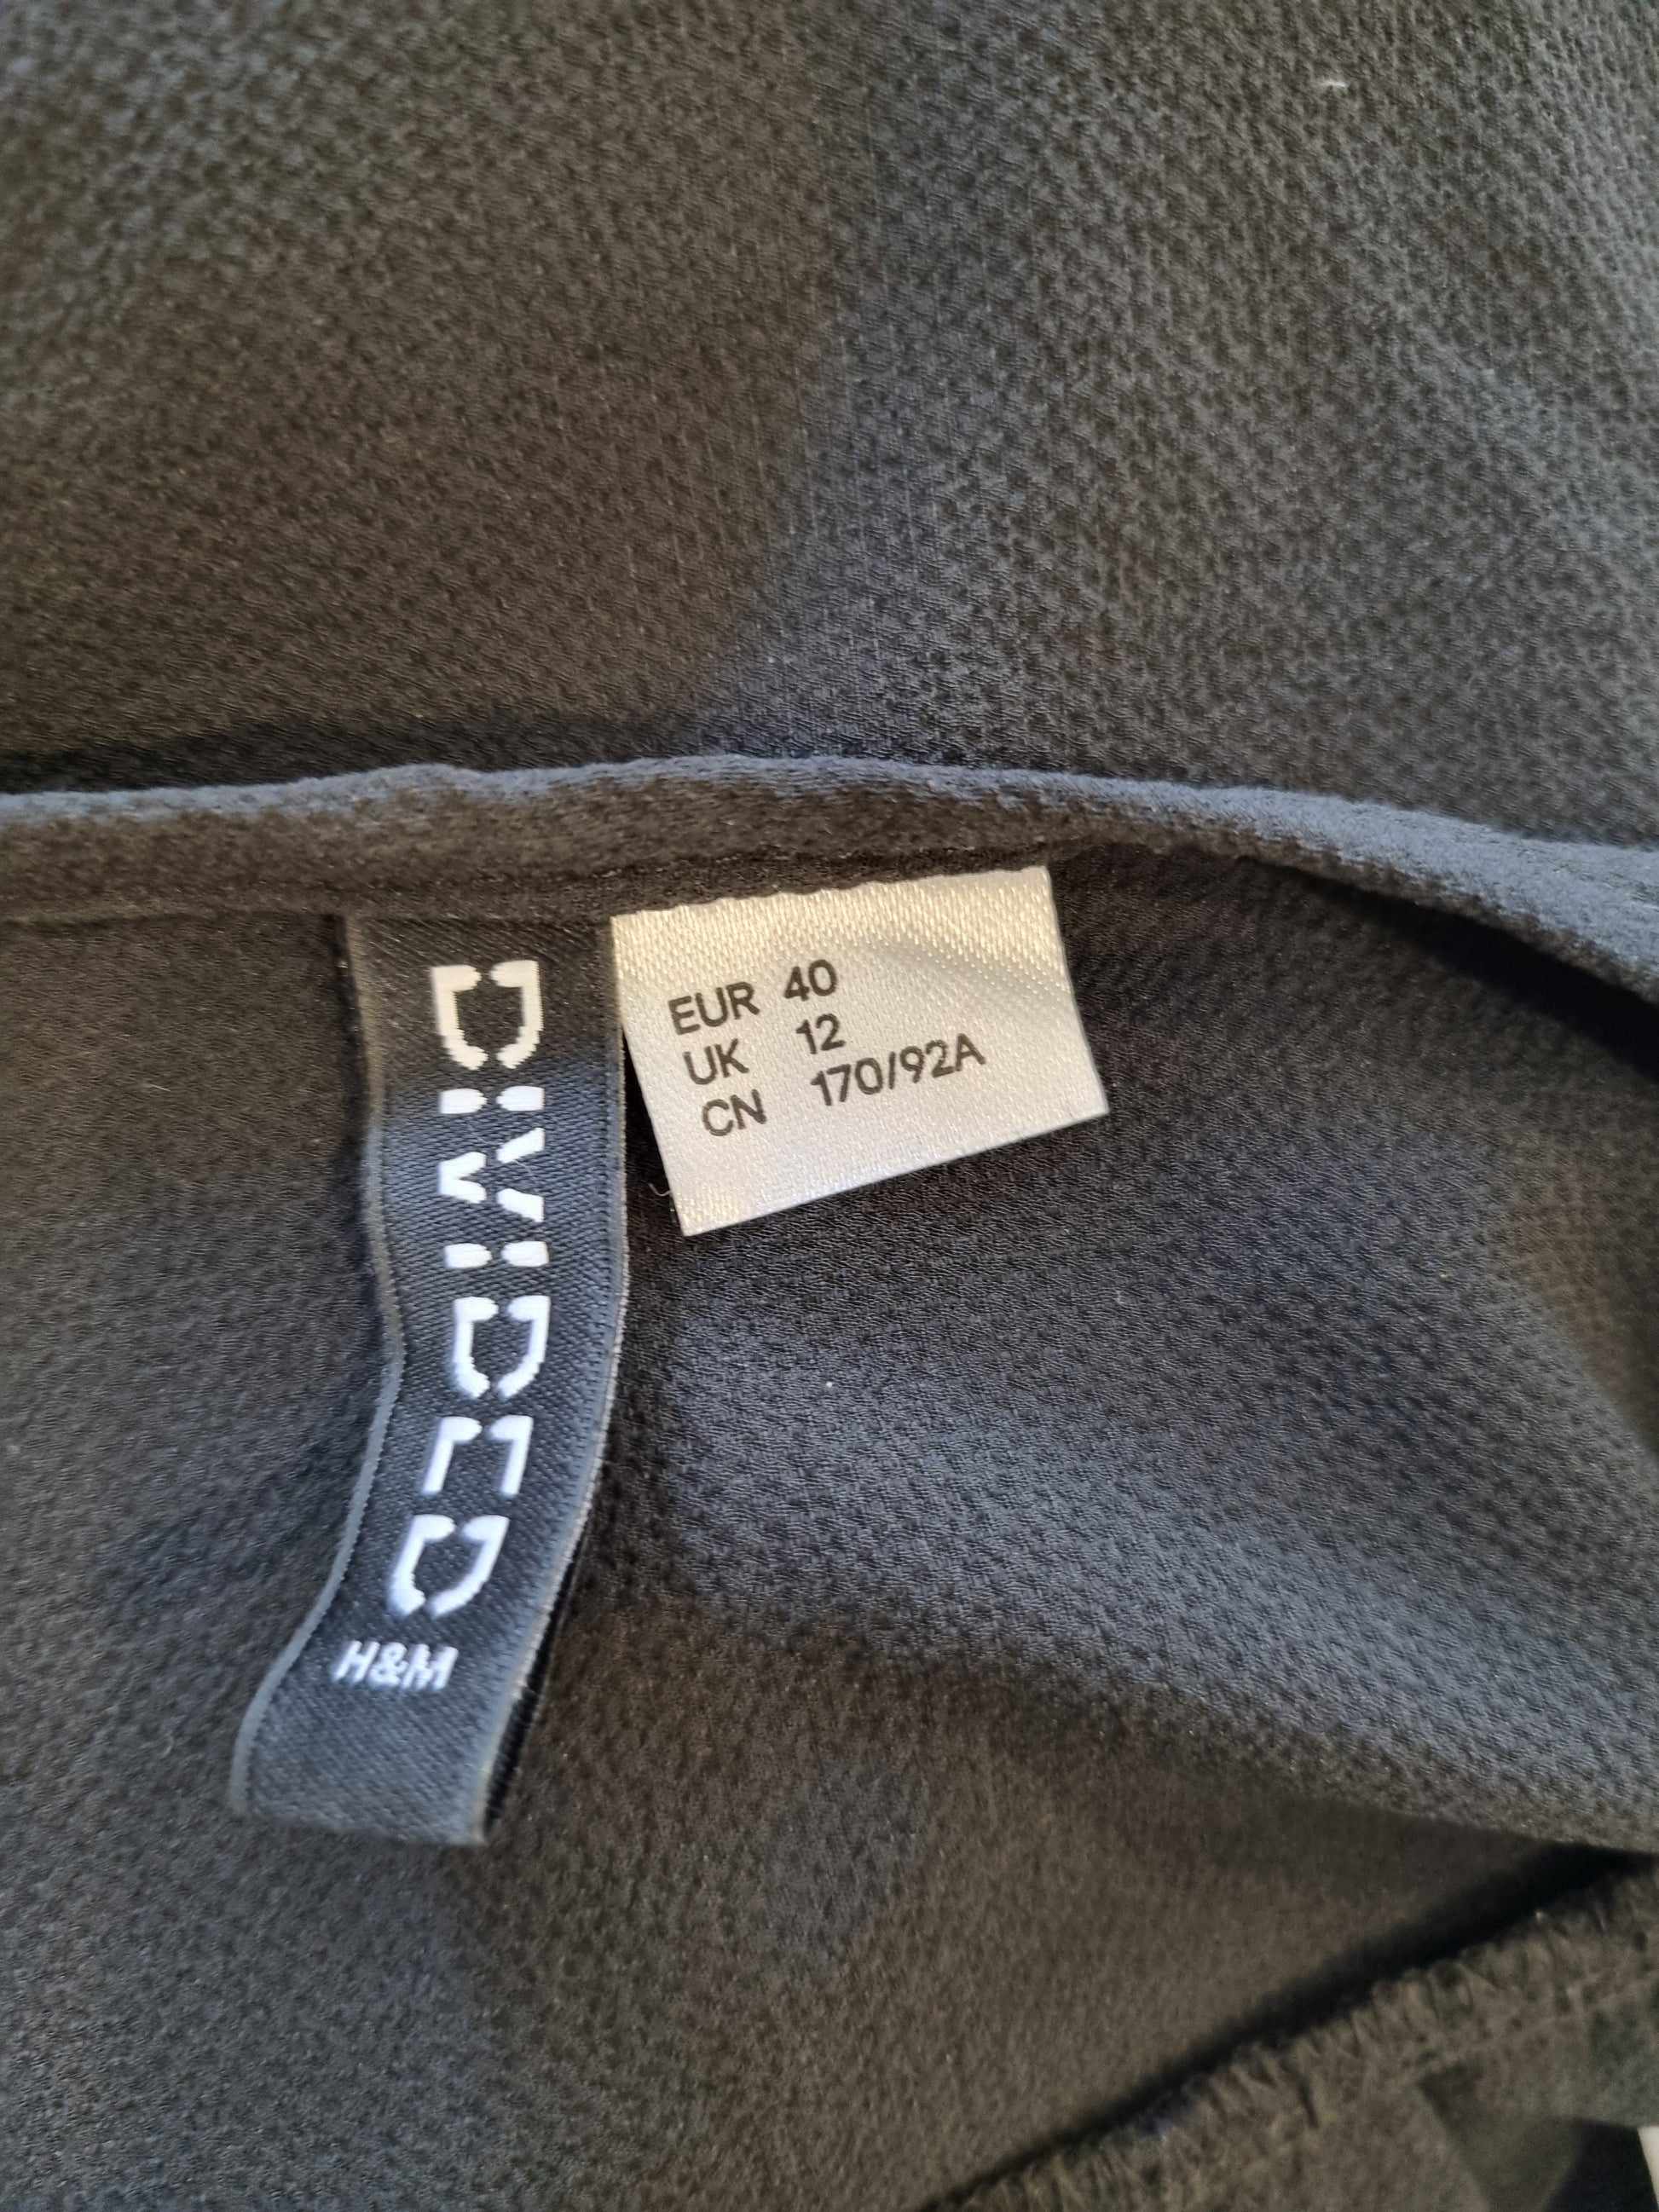 DIVIDED
H&M
EUR 40
UK 12
CN 170/92A